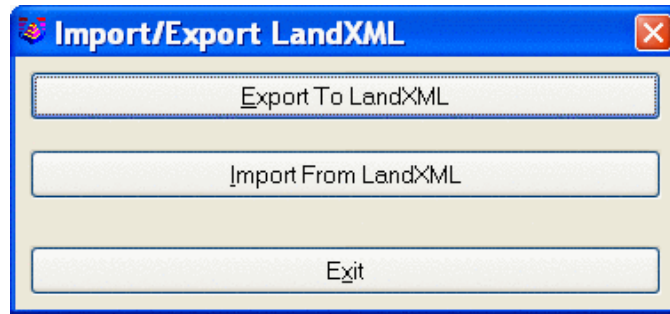 Import/Export LandXML
Export To LandXML
Import From LandXML
Exit